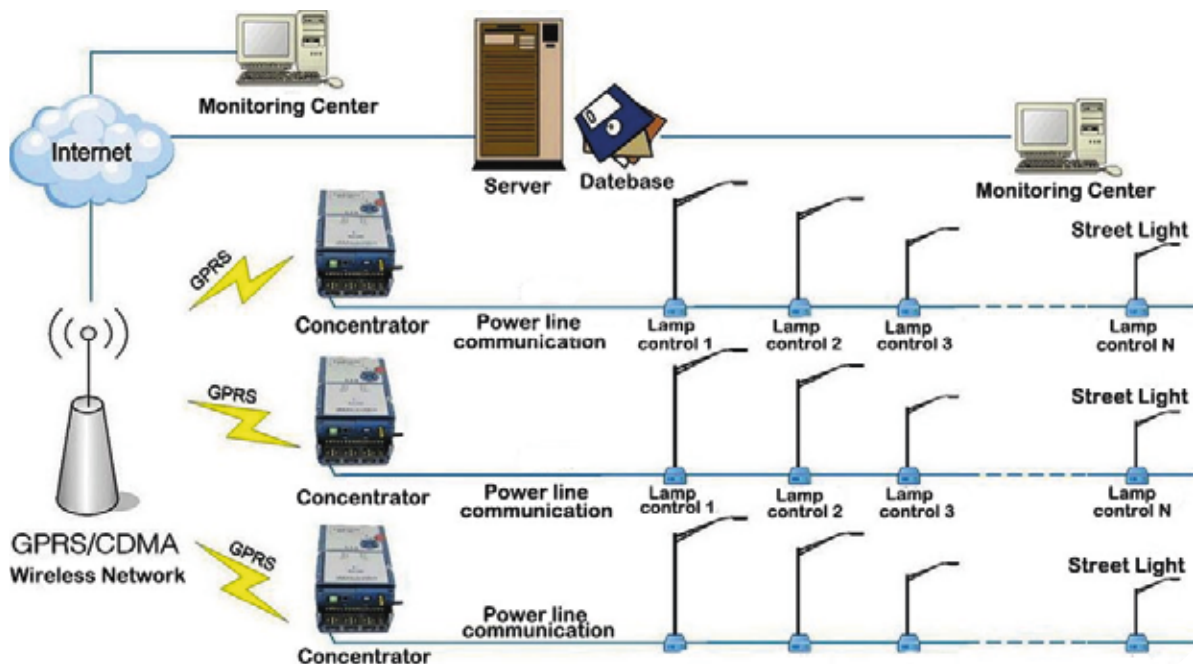 Monitoring Center
Internet
Server
Datebase
Monitoring Center
GPRS
Concentrator
Power line
communication
Lamp
control 1
Lamp
control 2
Lamp
control 3
Street Light
Lamp
control N
GPRS
Concentrator
Power line
communication
Lamp
control 1
Lamp
control 2
Lamp
control 3
Street Light
Lamp
control N
GPRS/CDMA
Wireless Network
GPRS
Concentrator
Power line
communication
Street Light